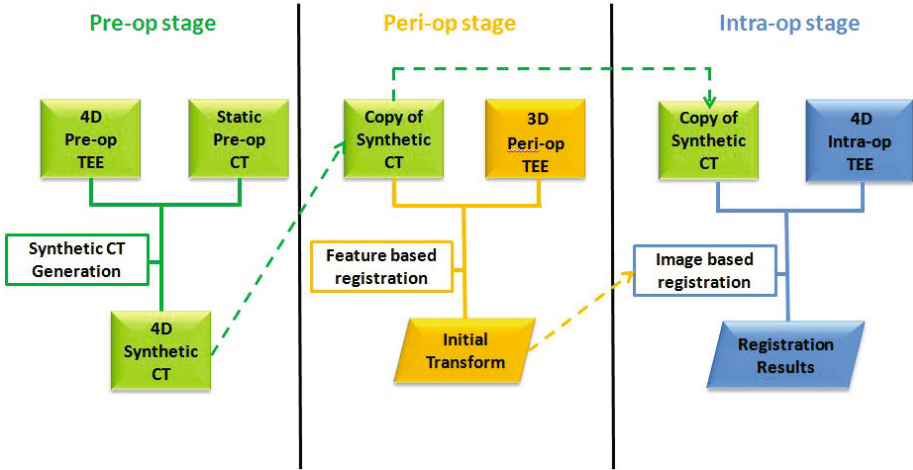 Pre-op stage
Peri-op stage
Intra-op stage
4D
Pre-op
TEE
Static
Pre-op
CT
Copy of
Synthetic
CT
3D
Peri-op
TEE
Copy of
Synthetic
CT
4D
Intra-op
TEE
Synthetic CT
Generation
Feature based
registration
Image based
registration
4D
Synthetic
CT
Initial
Transform
Registration
Results